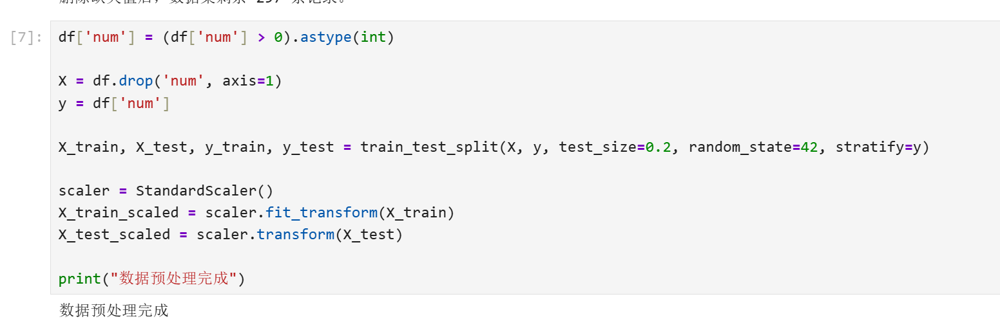 删除缺失值后，数据集剩余 297 条记录。
[7]: df['num'] = (df['num'] > 0).astype(int)
X = df.drop('num', axis=1)
y = df['num']
X_train, X_test, y_train, y_test = train_test_split(X, y, test_size=0.2, random_state=42, stratify=y)
scaler = StandardScaler()
X_train_scaled = scaler.fit_transform(X_train)
X_test_scaled = scaler.transform(X_test)
print("数据预处理完成")
数据预处理完成